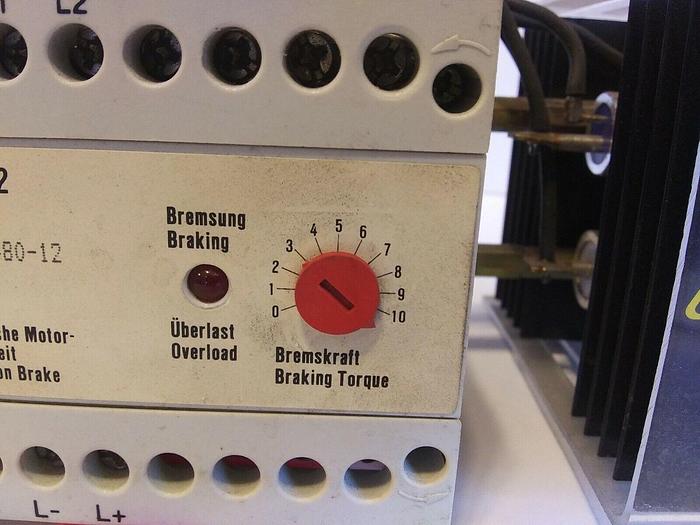 L2
2
80-12
Bremsung
Braking
Überlast
Overload
0 1 2 3 4 5 6 7 8 9 10
Bremskraft
Braking Torque
he Motor-
eit
on Brake
L- L+